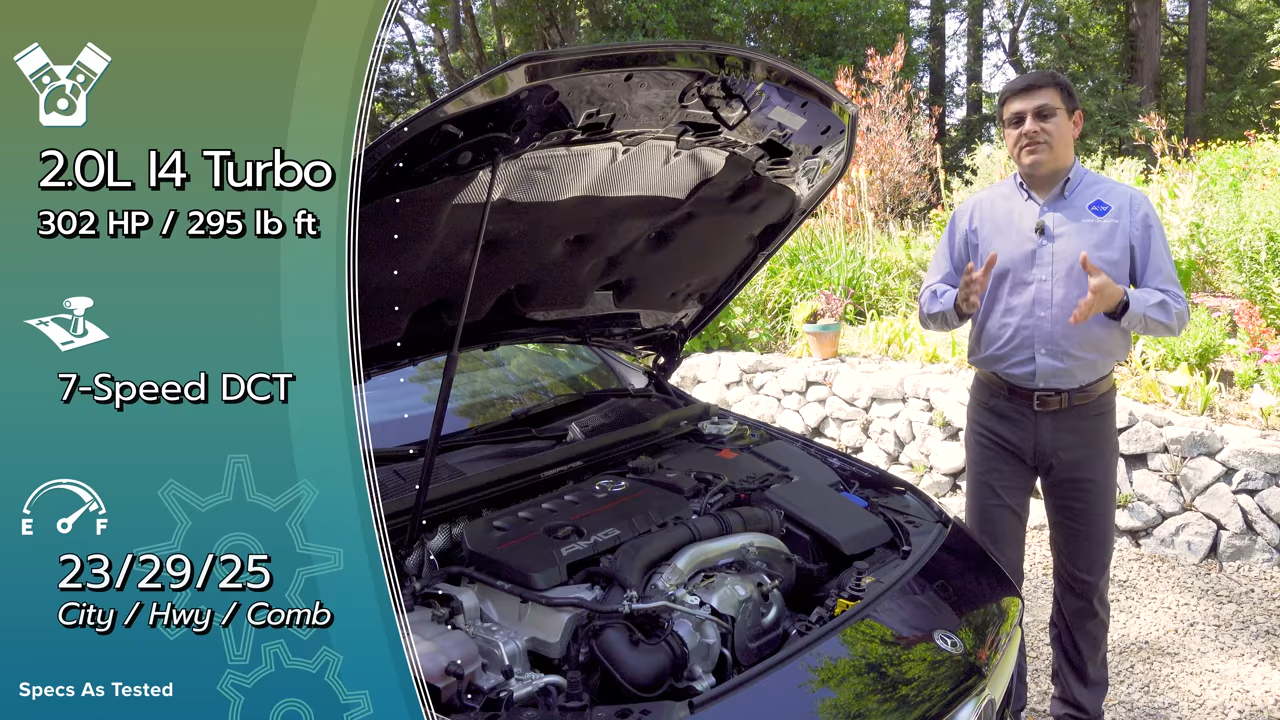 2.0L I4 Turbo
302 HP / 295 lb ft
7-Speed DCT
E F
23/29/25
City / Hwy / Comb
Specs As Tested
AMG